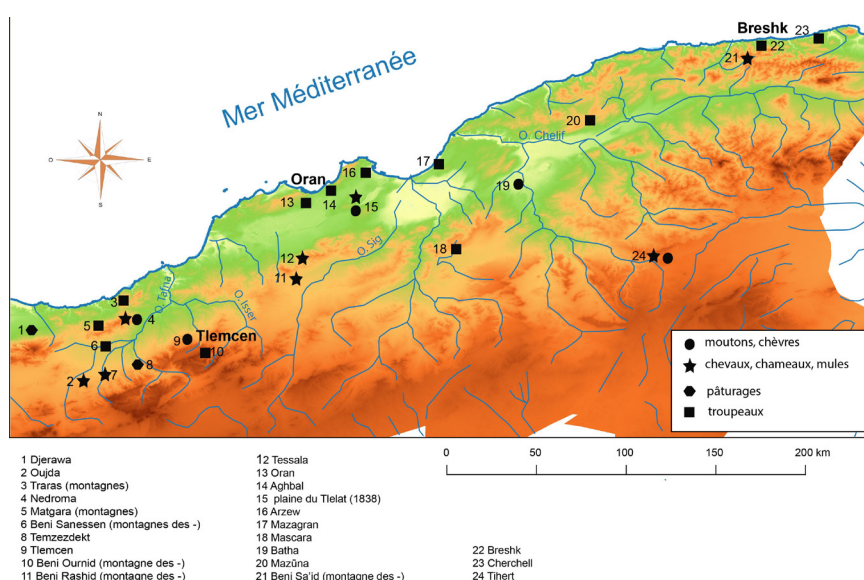 Breshk
23
22
21
Mer Méditerranée
N
O
E
S
20
O. Chelif
17
16
Oran
14
13
15
19
O. Sig
12
11
18
24
3
O. Tafna
O. Isser
1
5
4
9
Tlemcen
6
10
8
2
7
moutons, chèvres
chevaux, chameaux, mules
pâturages
troupeaux
0 50 100 150 200 km
1 Djerawa
2 Oujda
3 Traras (montagnes)
4 Nedroma
5 Matgara (montagnes)
6 Beni Sanessen (montagnes des -)
8 Temzezdekt
9 Tlemcen
10 Beni Ournid (montagne des -)
11 Beni Rashid (montagne des -)
12 Tessala
13 Oran
14 Aghbal
15 plaine du Tlelat (1838)
16 Arzew
17 Mazagran
18 Mascara
19 Batha
20 Mazūna
21 Beni Sa'id (montagne des -)
22 Breshk
23 Cherchell
24 Tihert